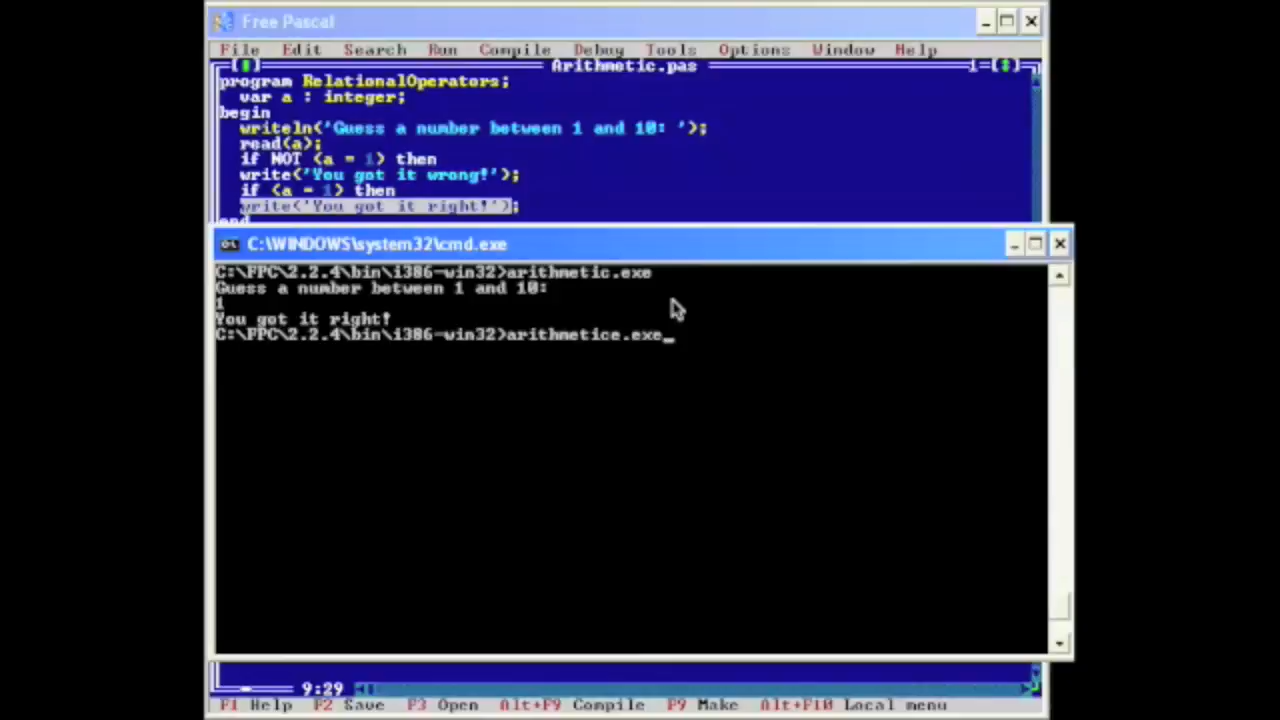 Free Pascal
File Edit Search Run Compile Debug Tools Options Window Help
Arithmetic.pas 1
program RelationalOperators;
var a : integer;
begin
writeln('Guess a number between 1 and 10: ');
read(a);
if NOT (a = 1) then
write('You got it wrong!');
if (a = 1) then
write('You got it right!');
end
C:\WINDOWS\system32\cmd.exe
C:\FPC\2.2.4\bin\i386-win32>arithmetic.exe
Guess a number between 1 and 10:
1
You got it right!
C:\FPC\2.2.4\bin\i386-win32>arithmetice.exe_
9:29
F1 Help F2 Save F3 Open Alt+F9 Compile F9 Make Alt+F10 Local menu